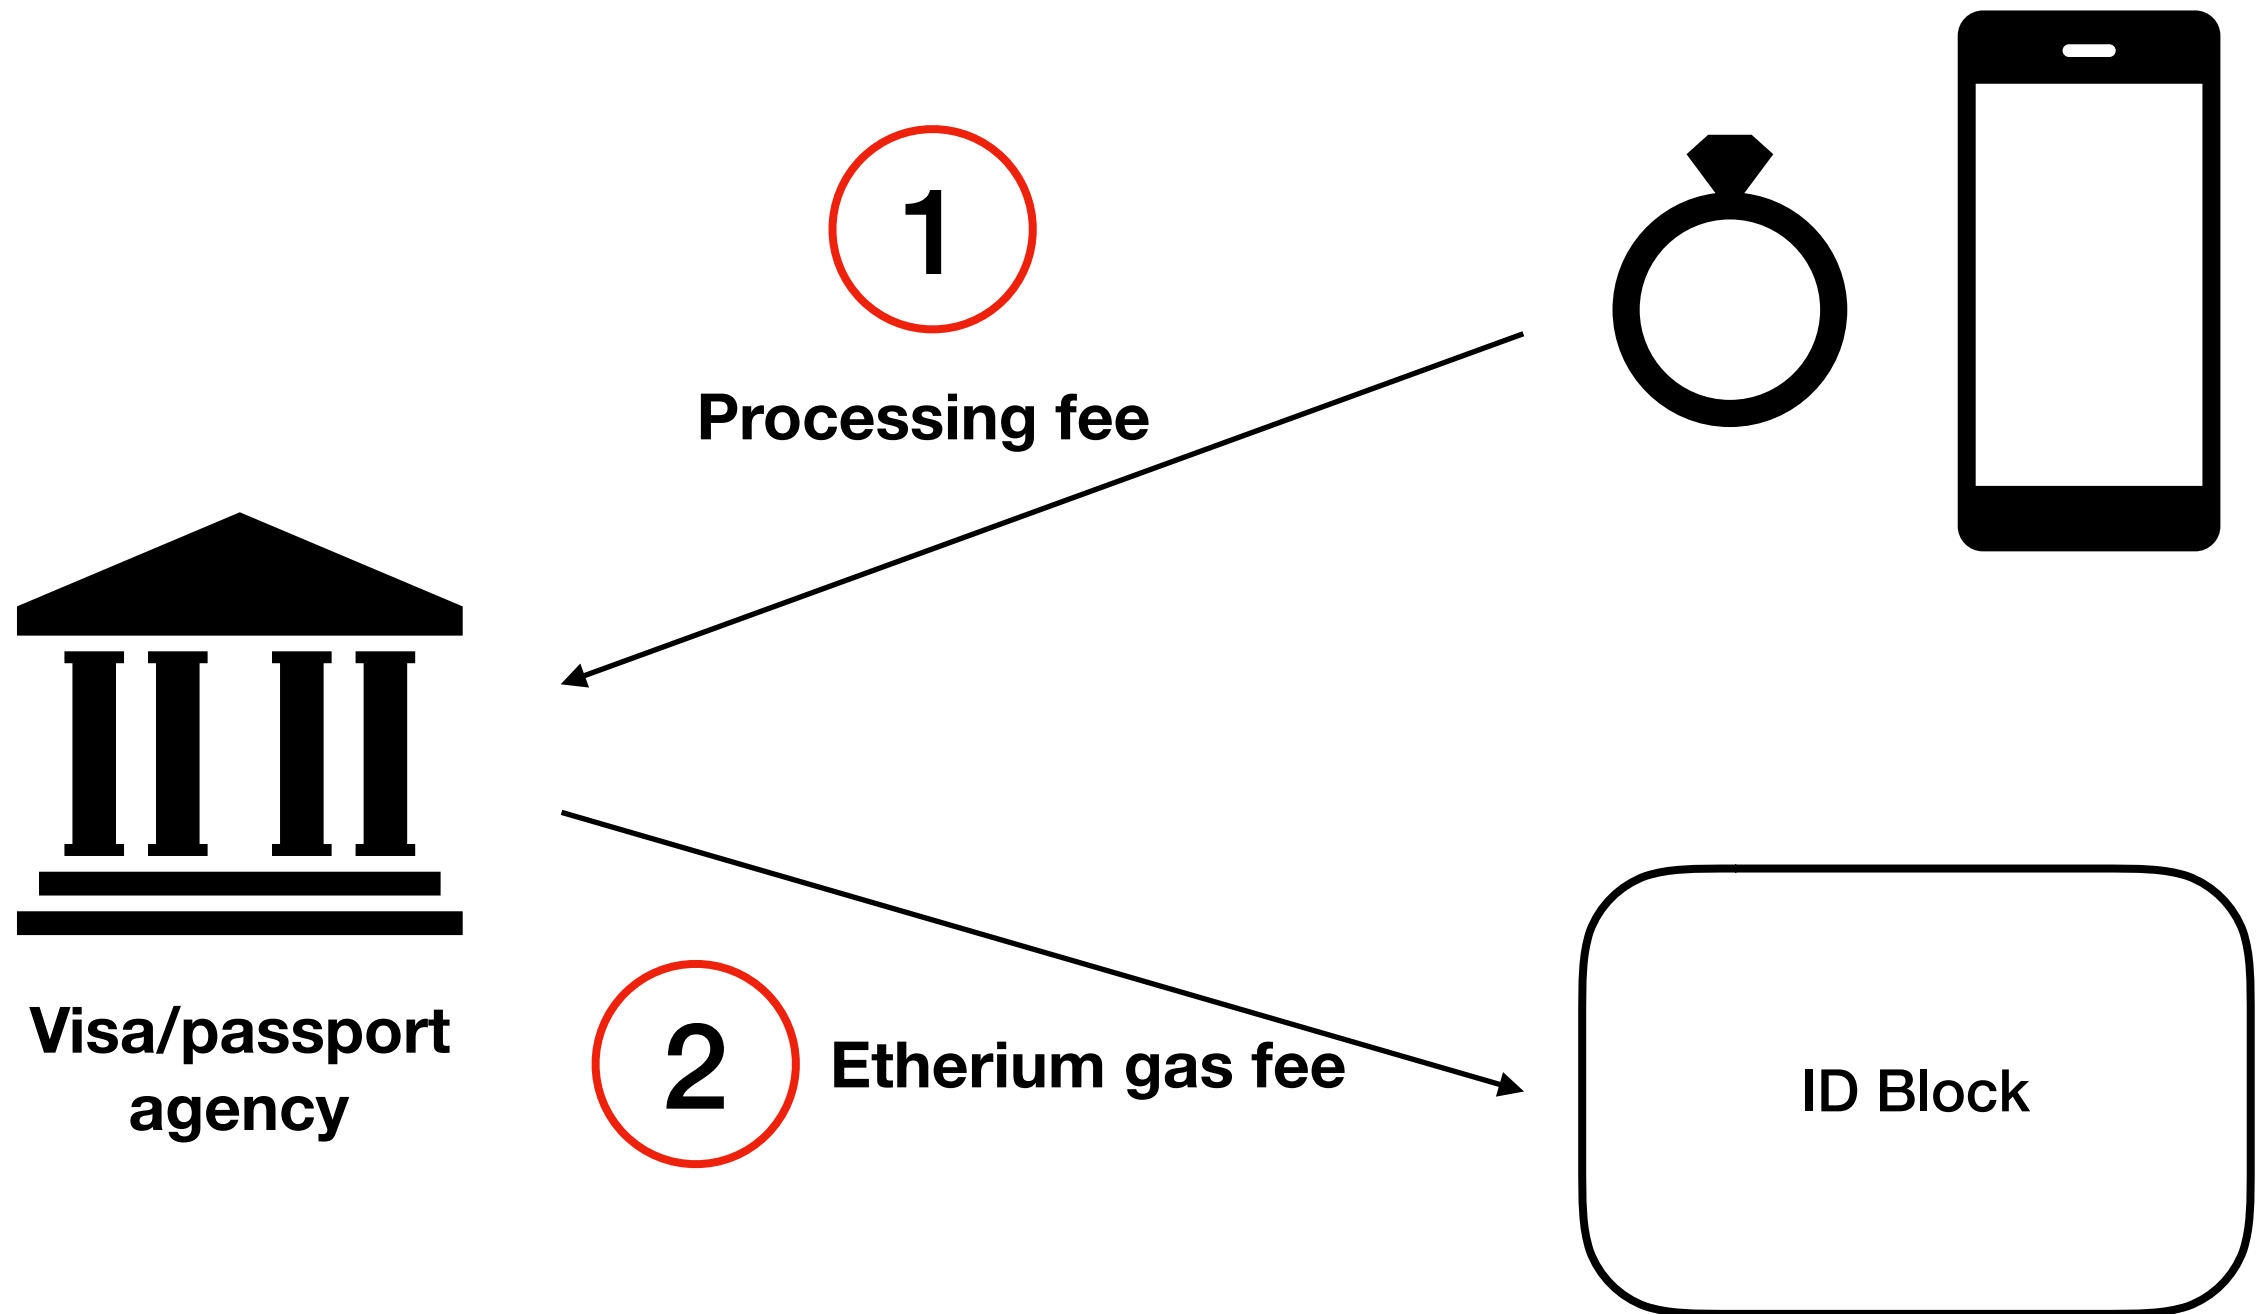 1
Processing fee
Visa/passport
agency
2
Etherium gas fee
ID Block